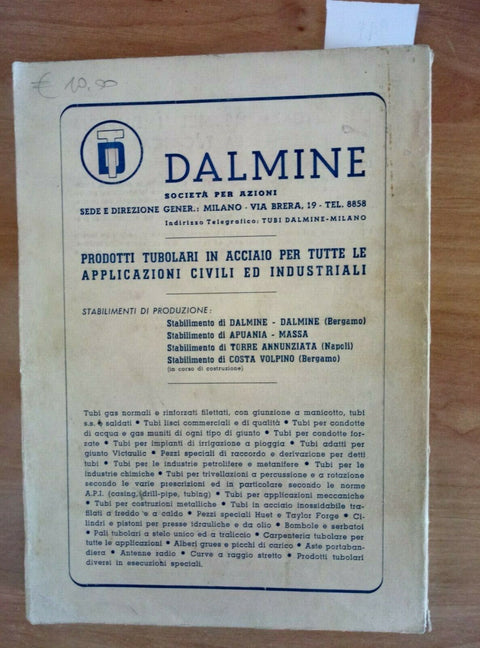 € 10.00
DALMINE
SOCIETÀ PER AZIONI
SEDE E DIREZIONE GENER.: MILANO - VIA BRERA, 19 - TEL. 8858
Indirizzo Telegrafico: TUBI DALMINE-MILANO
PRODOTTI TUBOLARI IN ACCIAIO PER TUTTE LE
APPLICAZIONI CIVILI ED INDUSTRIALI
STABILIMENTI DI PRODUZIONE:
Stabilimento di DALMINE - DALMINE (Bergamo)
Stabilimento di APUANIA - MASSA
Stabilimento di TORRE ANNUNZIATA (Napoli)
Stabilimento di COSTA VOLPINO (Bergamo)
(in corso di costruzione)
Tubi gas normali e rinforzati filettati, con giunzione a manicotto, tubi
s.s. e saldati • Tubi lisci commerciali e di qualità • Tubi per condotte
di acqua e gas muniti di ogni tipo di giunto • Tubi per condotte for-
zate • Tubi per impianti di irrigazione a pioggia • Tubi adatti per
giunto Victaulic • Pezzi speciali di raccordo e derivazione per detti
tubi • Tubi per le industrie petrolifere e metanifere • Tubi per le
industrie chimiche • Tubi per trivellazioni a percussione e a rotazione
secondo le varie prescrizioni ed in particolare secondo le norme
A.P.I. (casing, drill-pipe, tubing) • Tubi per applicazioni meccaniche
• Tubi per costruzioni metalliche • Tubi in acciaio inossidabile tra-
filati a freddo e a caldo • Pezzi speciali Huet e Taylor Forge • Ci-
lindri e pistoni per presse idrauliche e da olio • Bombole e serbatoi
• Pali tubolari a stelo unico ed a traliccio • Carpenteria tubolare per
tutte le applicazioni • Alberi grues e picchi di carico • Aste portaban-
diera • Antenne radio • Curve a raggio stretto • Prodotti tubolari
diversi in esecuzioni speciali.